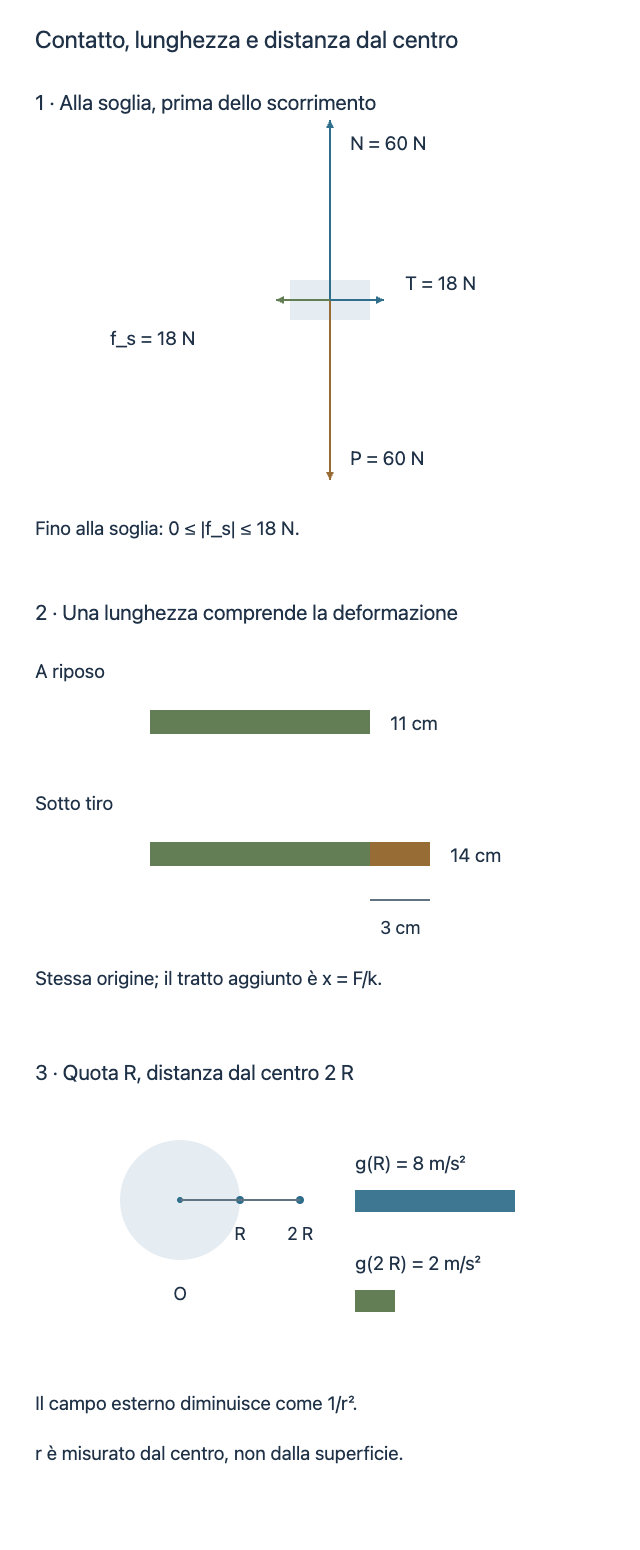 Contatto, lunghezza e distanza dal centro
1 · Alla soglia, prima dello scorrimento
N = 60 N
T = 18 N
f_s = 18 N
P = 60 N
Fino alla soglia: 0 ≤ |f_s| ≤ 18 N.
2 · Una lunghezza comprende la deformazione
A riposo
11 cm
Sotto tiro
14 cm
3 cm
Stessa origine; il tratto aggiunto è x = F/k.
3 · Quota R, distanza dal centro 2 R
g(R) = 8 m/s²
R
2 R
g(2 R) = 2 m/s²
O
Il campo esterno diminuisce come 1/r².
r è misurato dal centro, non dalla superficie.